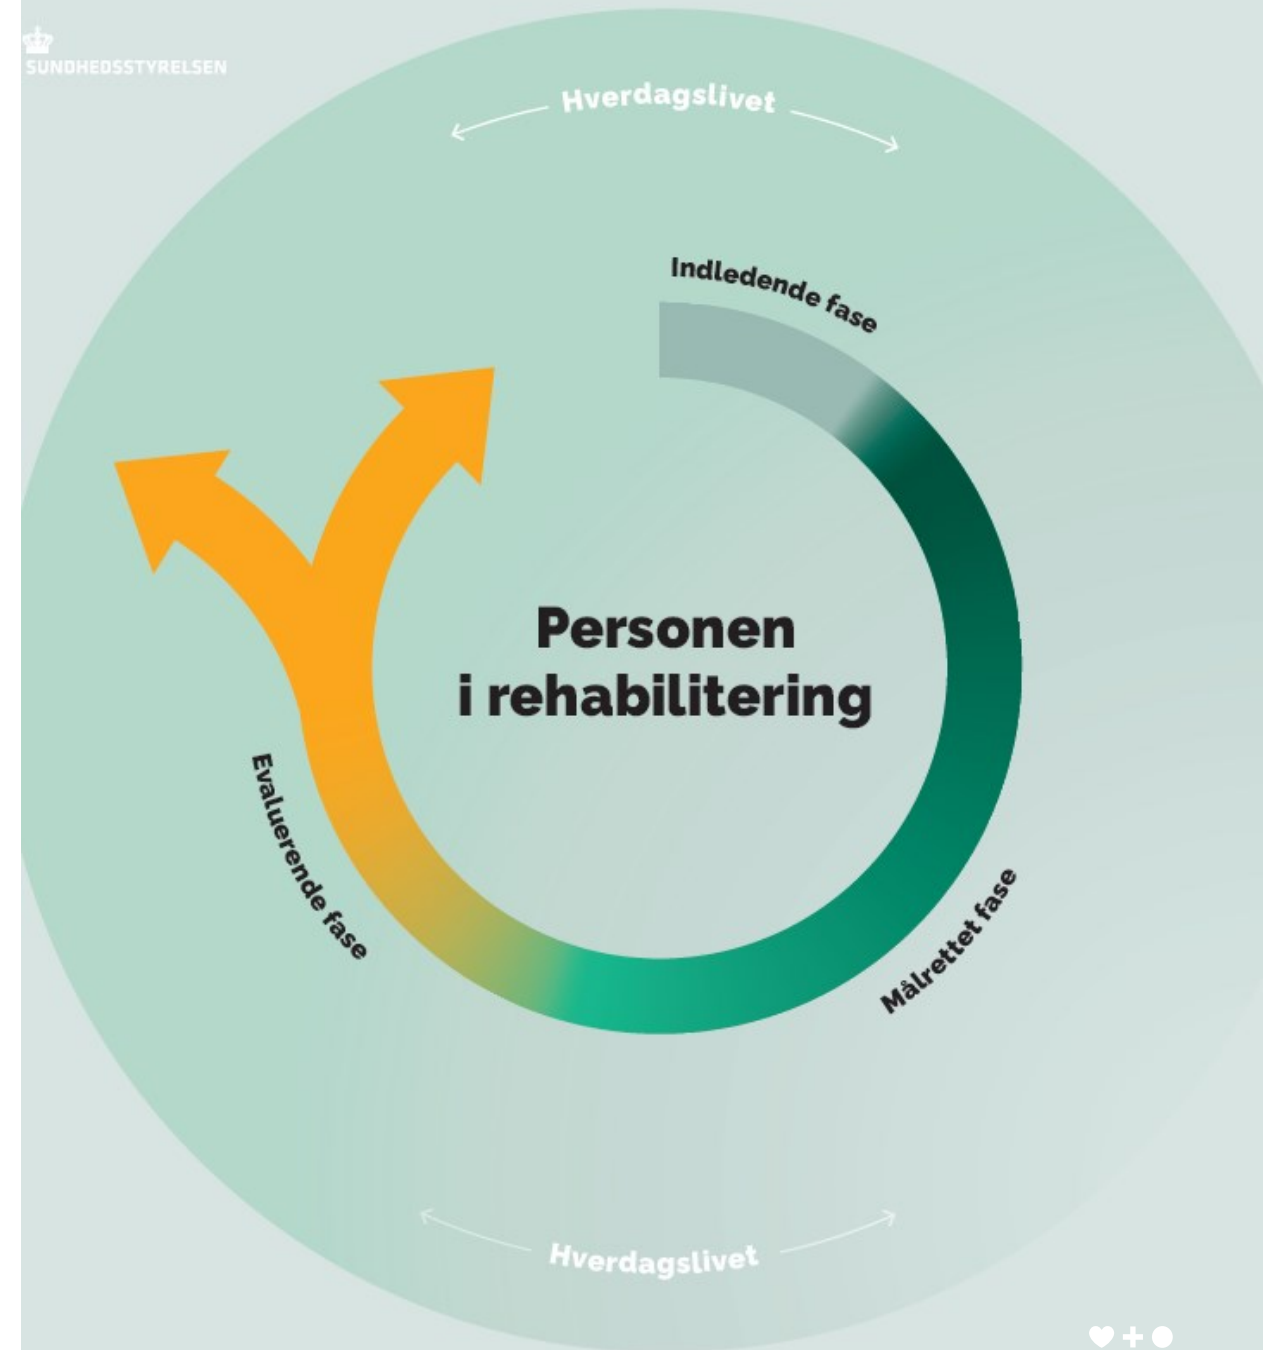 SUNDHEDSSTYRELSEN
Hverdagslivet
Indledende fase
Personen
i rehabilitering
Evaluerende fase
Målrettet fase
Hverdagslivet